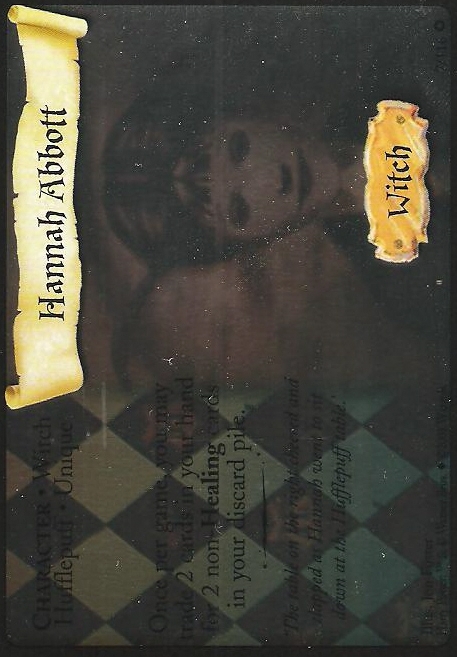 Hannah Abbott
Witch
CHARACTER • Witch
Hufflepuff • Unique
Once per game, you may
trade 2 cards in your hand
for 2 non-Healing cards
in your discard pile.
"The table on the right cheered and
clapped as Hannah went to sit
down at the Hufflepuff table."